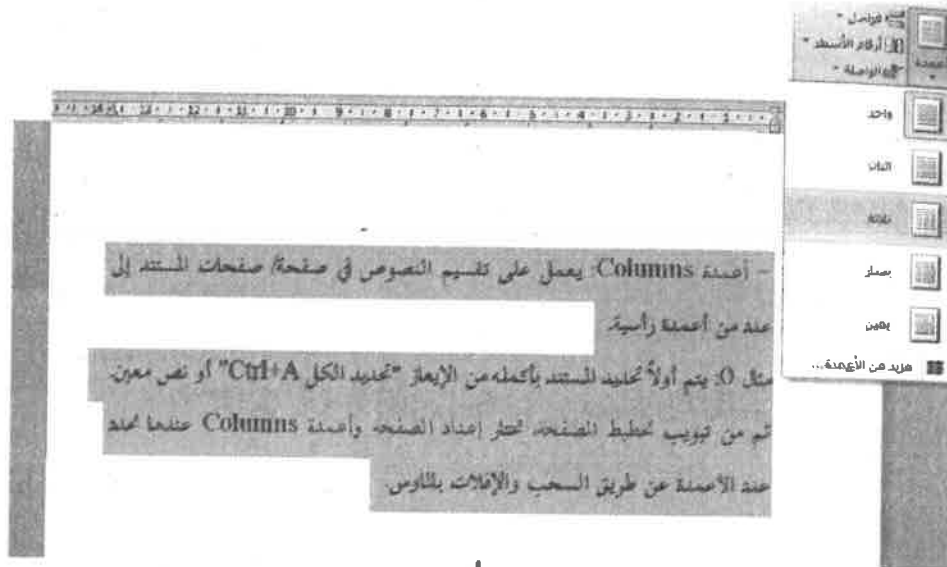 فواصل
أرقام الأسطر
الواصلة
أعمدة
واحد
اثنان
ثلاثة
يسار
يمين
مزيد من الأعمدة...
– أعمدة Columns: يعمل على تقسيم النصوص في صفحة/ صفحات المستند إلى
عدد من أعمدة رأسية.
مثال O: يتم أولاً تحديد المستند بأكمله من الإيعاز "تحديد الكل Ctrl+A" أو نص معين.
ثم من تبويب تخطيط الصفحة، نختار إعداد الصفحة وأعمدة Columns عندها نحدد
عدد الأعمدة عن طريق السحب والإفلات بالماوس.